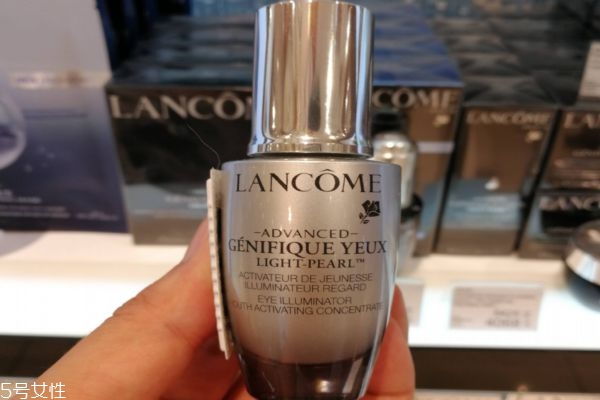 LANCÔME
LANCÔME
LANCÔME
-ADVANCED-
GÉNIFIQUE YEUX
LIGHT-PEARL™
ACTIVATEUR DE JEUNESSE
ILLUMINATEUR REGARD
EYE ILLUMINATOR
YOUTH ACTIVATING CONCENTRATE
5号女性